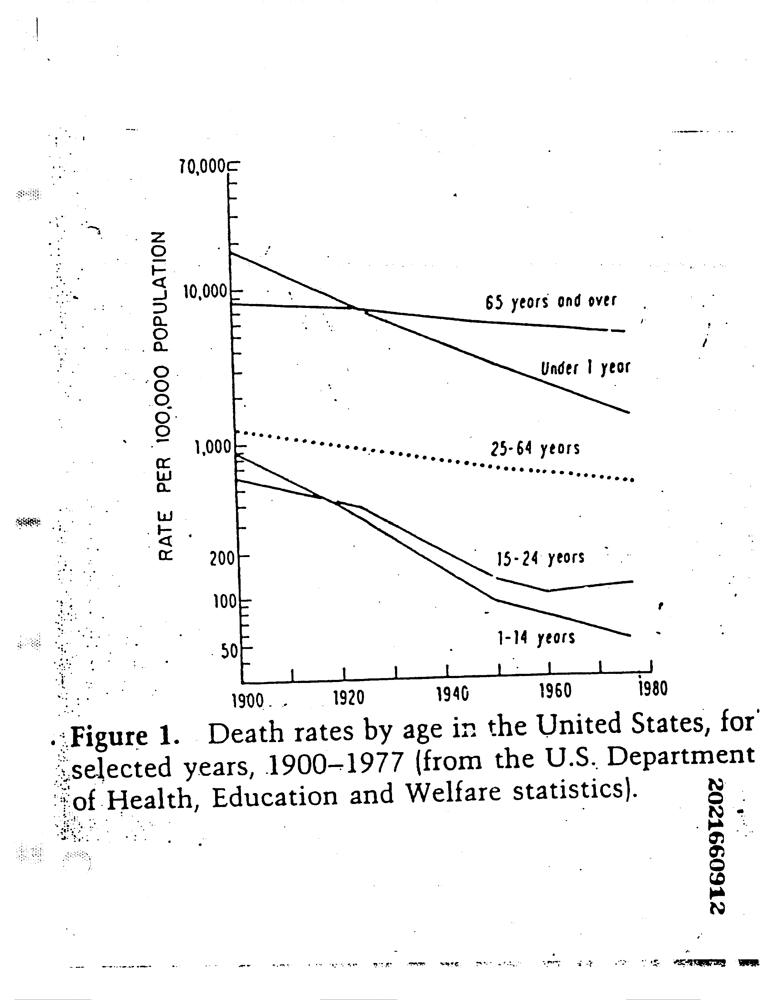 70,000
10,000
1,000
200
100
50
RATE PER 100,000 POPULATION
65 years and over
Under 1 year
25-64 years
15-24 years
1-14 years
1900 1920 1940 1960 1980
Figure 1. Death rates by age in the United States, for
selected years, 1900–1977 (from the U.S. Department
of Health, Education and Welfare statistics).
2021660912